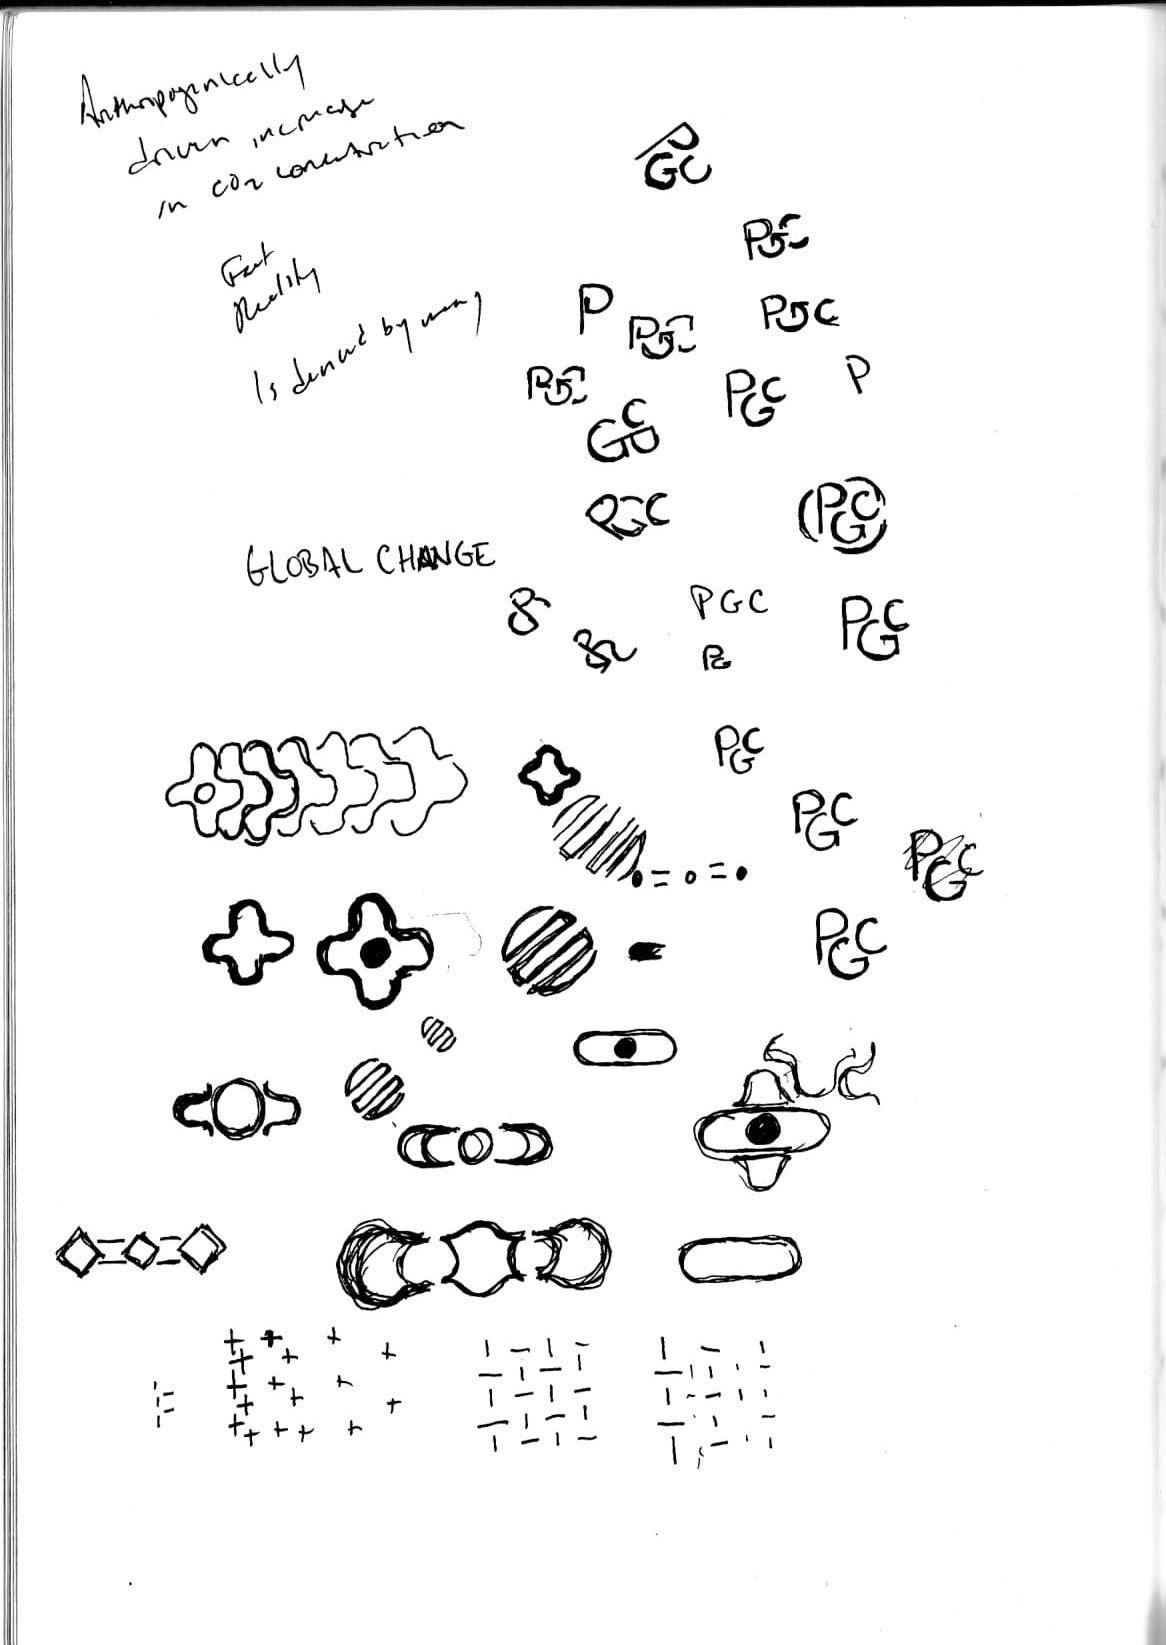 Anthropogenically
driven increase
in CO2 concentration
Fact
Reality
Is denied by many
PGC
PGC
P
PGC
PGC
PGC
PGC
P
GCP
PGC
(PGC)
GLOBAL CHANGE
PGC
PGC
PG
PGC
PGC
PGC
PGC